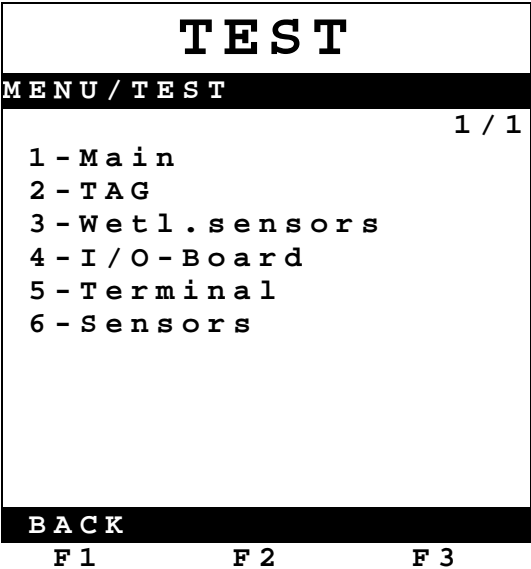 TEST
MENU/TEST
1/1
1-Main
2-TAG
3-Wetl.sensors
4-I/O-Board
5-Terminal
6-Sensors
BACK
F1 F2 F3